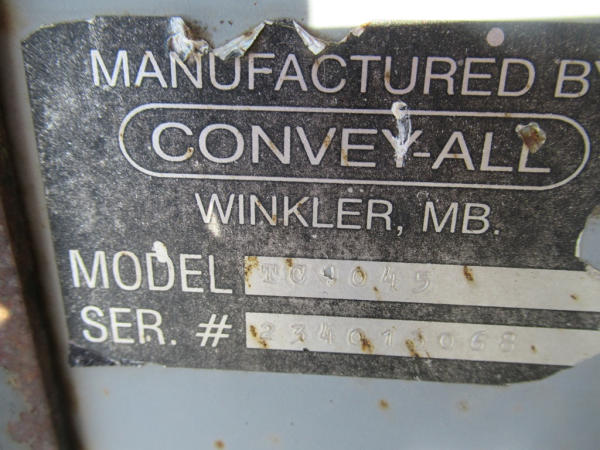 MANUFACTURED BY
CONVEY-ALL
WINKLER, MB.
MODEL
SER. #